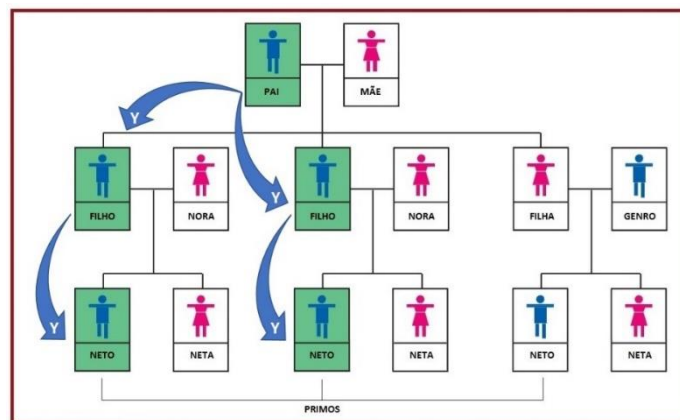 PAI MÃE
Y
Y
FILHO NORA FILHO NORA FILHA GENRO
Y Y
NETO NETA NETO NETA NETO NETA
PRIMOS